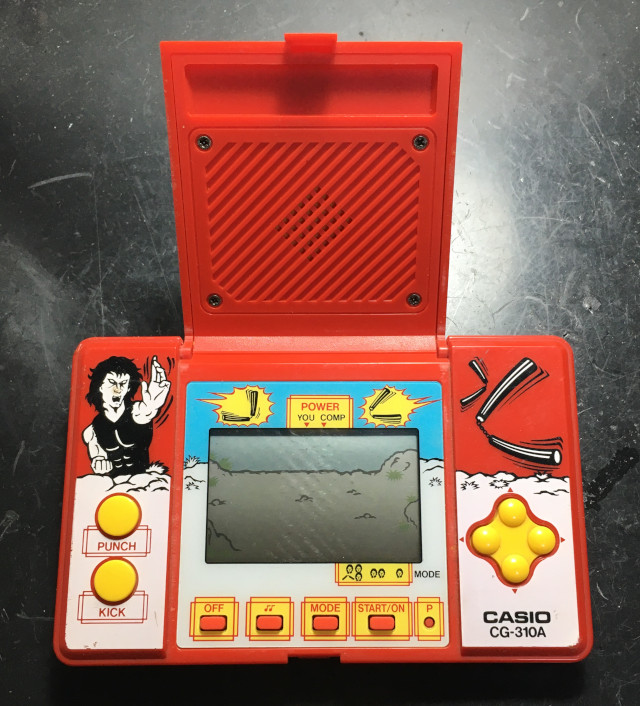 POWER
YOU COMP
PUNCH
KICK
MODE
OFF
MODE
START/ON
P
CASIO
CG-310A